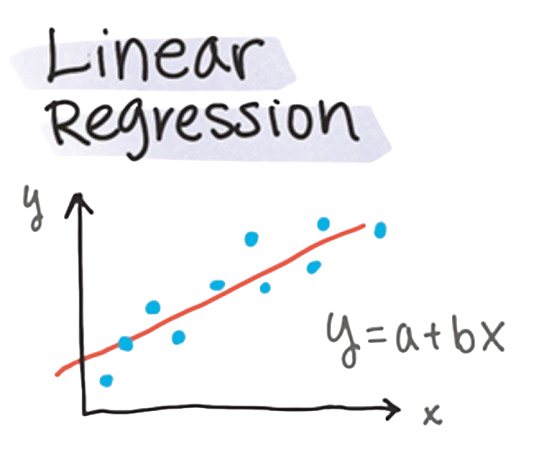 Linear
Regression
y
y=a+bx
x